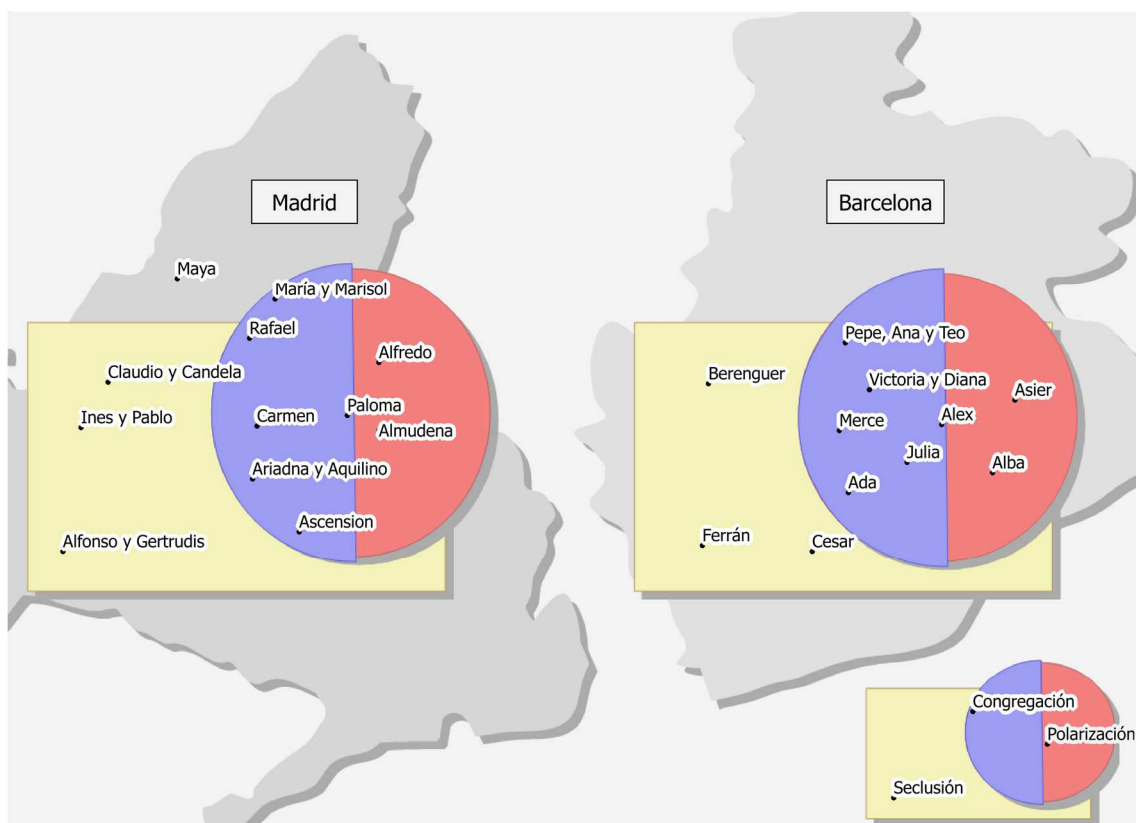 Madrid
Barcelona
Maya
María y Marisol
Rafael
Alfredo
Claudio y Candela
Paloma
Ines y Pablo
Carmen
Almudena
Ariadna y Aquilino
Ascension
Alfonso y Gertrudis
Pepe, Ana y Teo
Berenguer
Victoria y Diana
Asier
Merce
Alex
Julia
Alba
Ada
Ferrán
Cesar
Congregación
Polarización
Seclusión